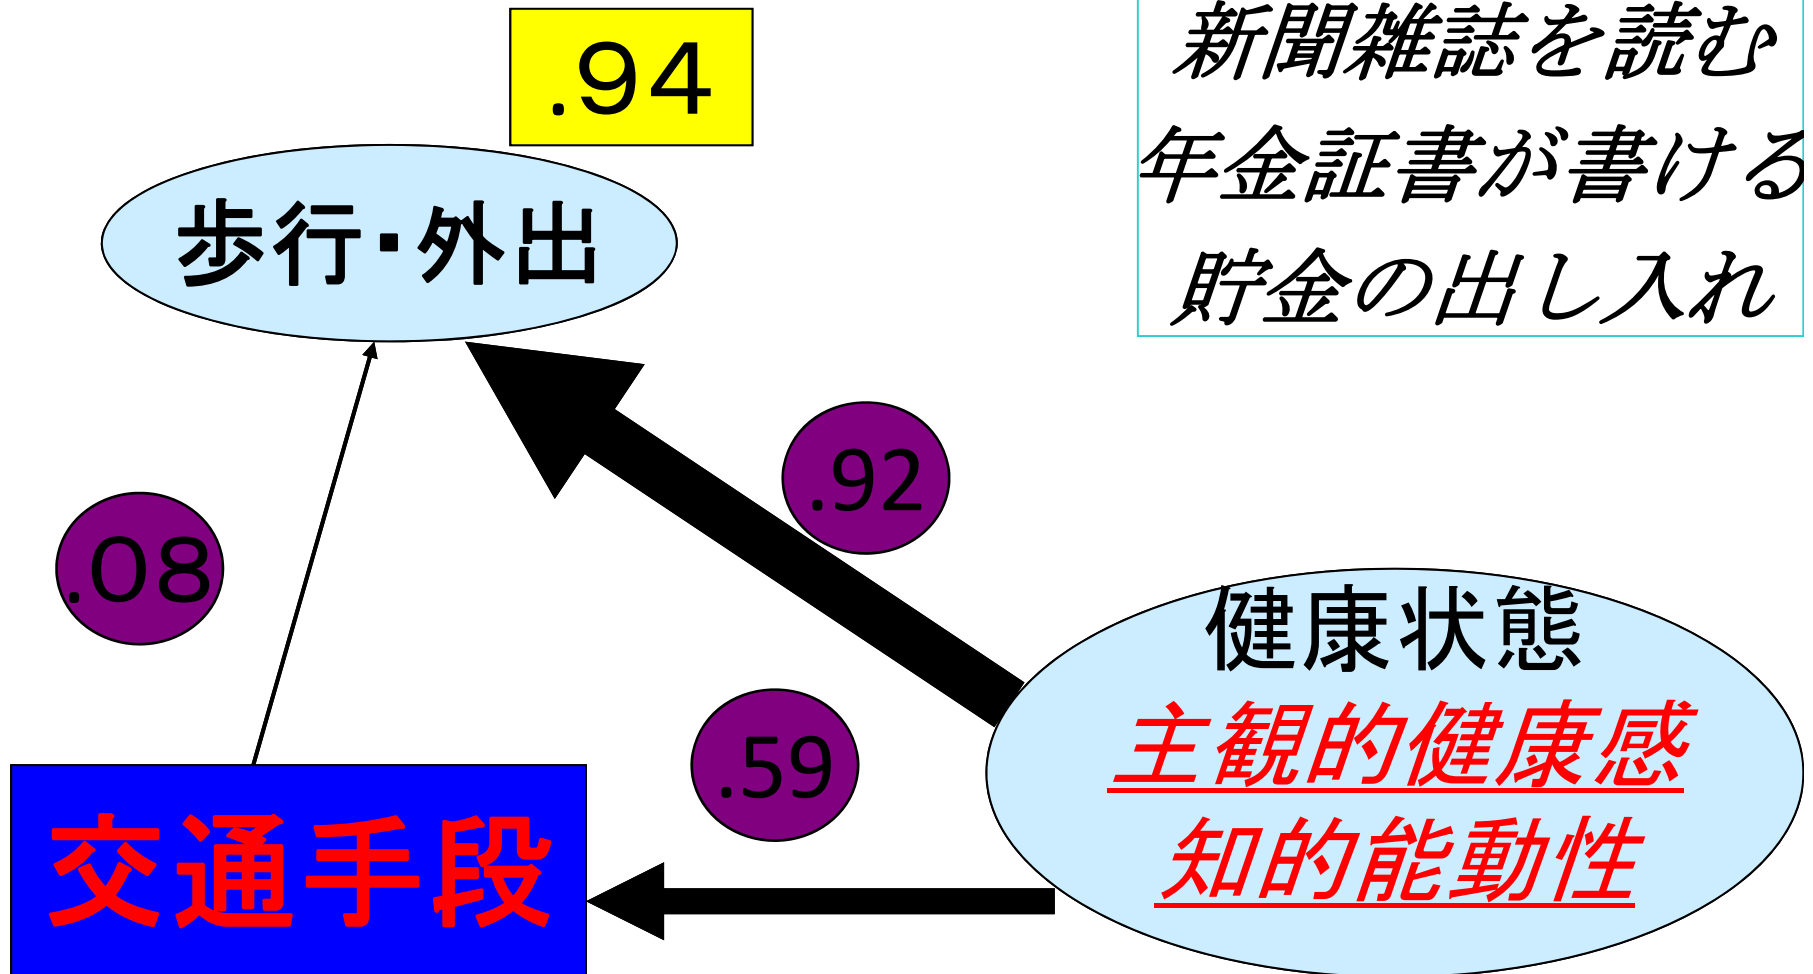 .94
新聞雑誌を読む
年金証書が書ける
貯金の出し入れ
歩行・外出
.92
.08
健康状態
主観的健康感
知的能動性
.59
交通手段